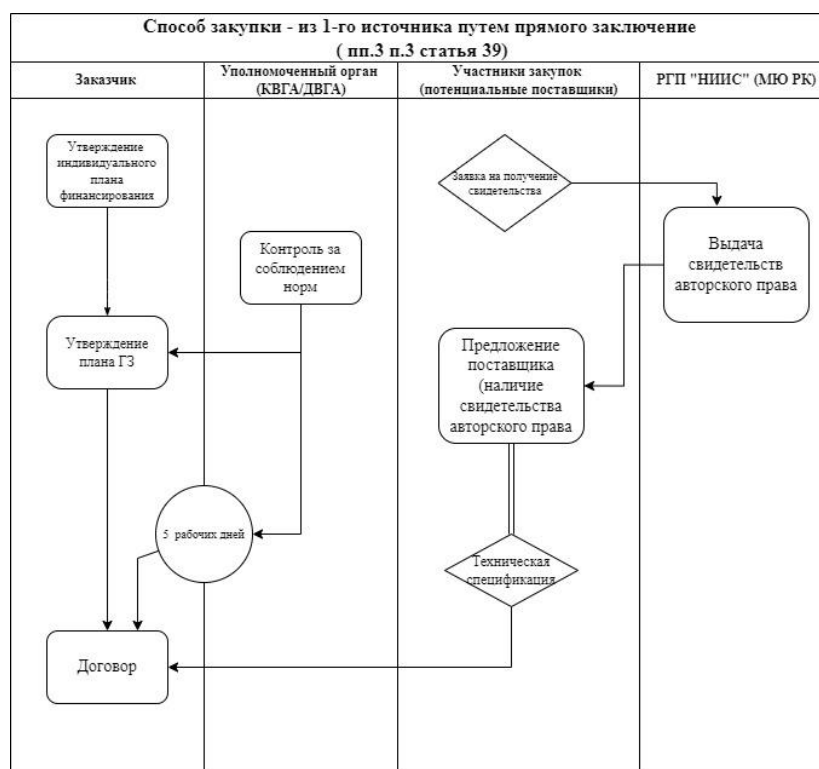 Способ закупки - из 1-го источника путем прямого заключение
( пп.3 п.3 статья 39)
Заказчик
Уполномоченный орган
(КВГА/ДВГА)
Участники закупок
(потенциальные поставщики)
РГП "НИИС" (МЮ РК)
Утверждение
индивидуального
плана
финансирования
Заявка на получение
свидетельства
Выдача
свидетельств
авторского права
Контроль за
соблюдением
норм
Утверждение
плана ГЗ
Предложение
поставщика
(наличие
свидетельства
авторского права
5 рабочих дней
Техническая
спецификация
Договор